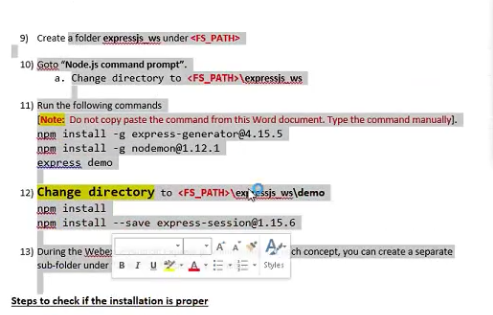 9) Create a folder expressjs_ws under <FS_PATH>
10) Goto “Node.js command prompt”.
a. Change directory to <FS_PATH>\expressjs_ws
11) Run the following commands
[Note: Do not copy paste the command from this Word document. Type the command manually].
npm install -g express-generator@4.15.5
npm install -g nodemon@1.12.1
express demo
12) Change directory to <FS_PATH>\expressjs_ws\demo
npm install
npm install --save express-session@1.15.6
13) During the Webex ch concept, you can create a separate
sub-folder under
B I U A Styles
Steps to check if the installation is proper